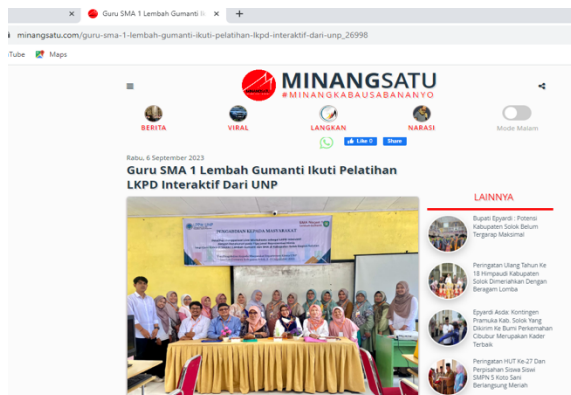 Guru SMA 1 Lembah Gumanti Ik
minangsatu.com/guru-sma-1-lembah-gumanti-ikuti-pelatihan-lkpd-interaktif-dari-unp_26998
Tube
Maps
MINANGSATU
#MINANGKABAUSABANANYO
BERITA
VIRAL
LANGKAN
NARASI
Mode Malam
Like 0
Share
Rabu, 6 September 2023
Guru SMA 1 Lembah Gumanti Ikuti Pelatihan
LKPD Interaktif Dari UNP
PENGABDIAN KEPADA MASYARAKAT
LAINNYA
Bupati Epyardi : Potensi
Kabupaten Solok Belum
Tergarap Maksimal
Peringatan Ulang Tahun Ke
18 Himpaudi Kabupaten
Solok Dimeriahkan Dengan
Beragam Lomba
Epyardi Asda: Kontingen
Pramuka Kab. Solok Yang
Dikirim Ke Bumi Perkemahan
Cibubur Merupakan Kader
Terbaik
Peringatan HUT Ke-27 Dan
Perpisahan Siswa Siswi
SMPN 5 Koto Sani
Berlangsung Meriah